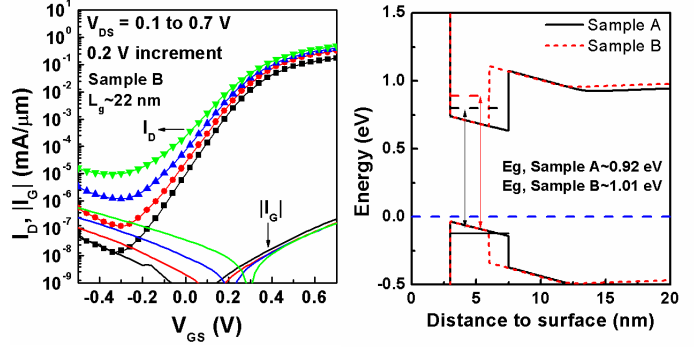 V_DS = 0.1 to 0.7 V
0.2 V increment
Sample B
L_g~22 nm
I_D
|I_G|
I_D, |I_G| (mA/μm)
10^1
10^0
10^-1
10^-2
10^-3
10^-4
10^-5
10^-6
10^-7
10^-8
10^-9
-0.4 -0.2 0.0 0.2 0.4 0.6
V_GS (V)
Sample A
Sample B
Eg, Sample A~0.92 eV
Eg, Sample B~1.01 eV
Energy (eV)
1.5
1.0
0.5
0.0
-0.5
0 5 10 15 20
Distance to surface (nm)